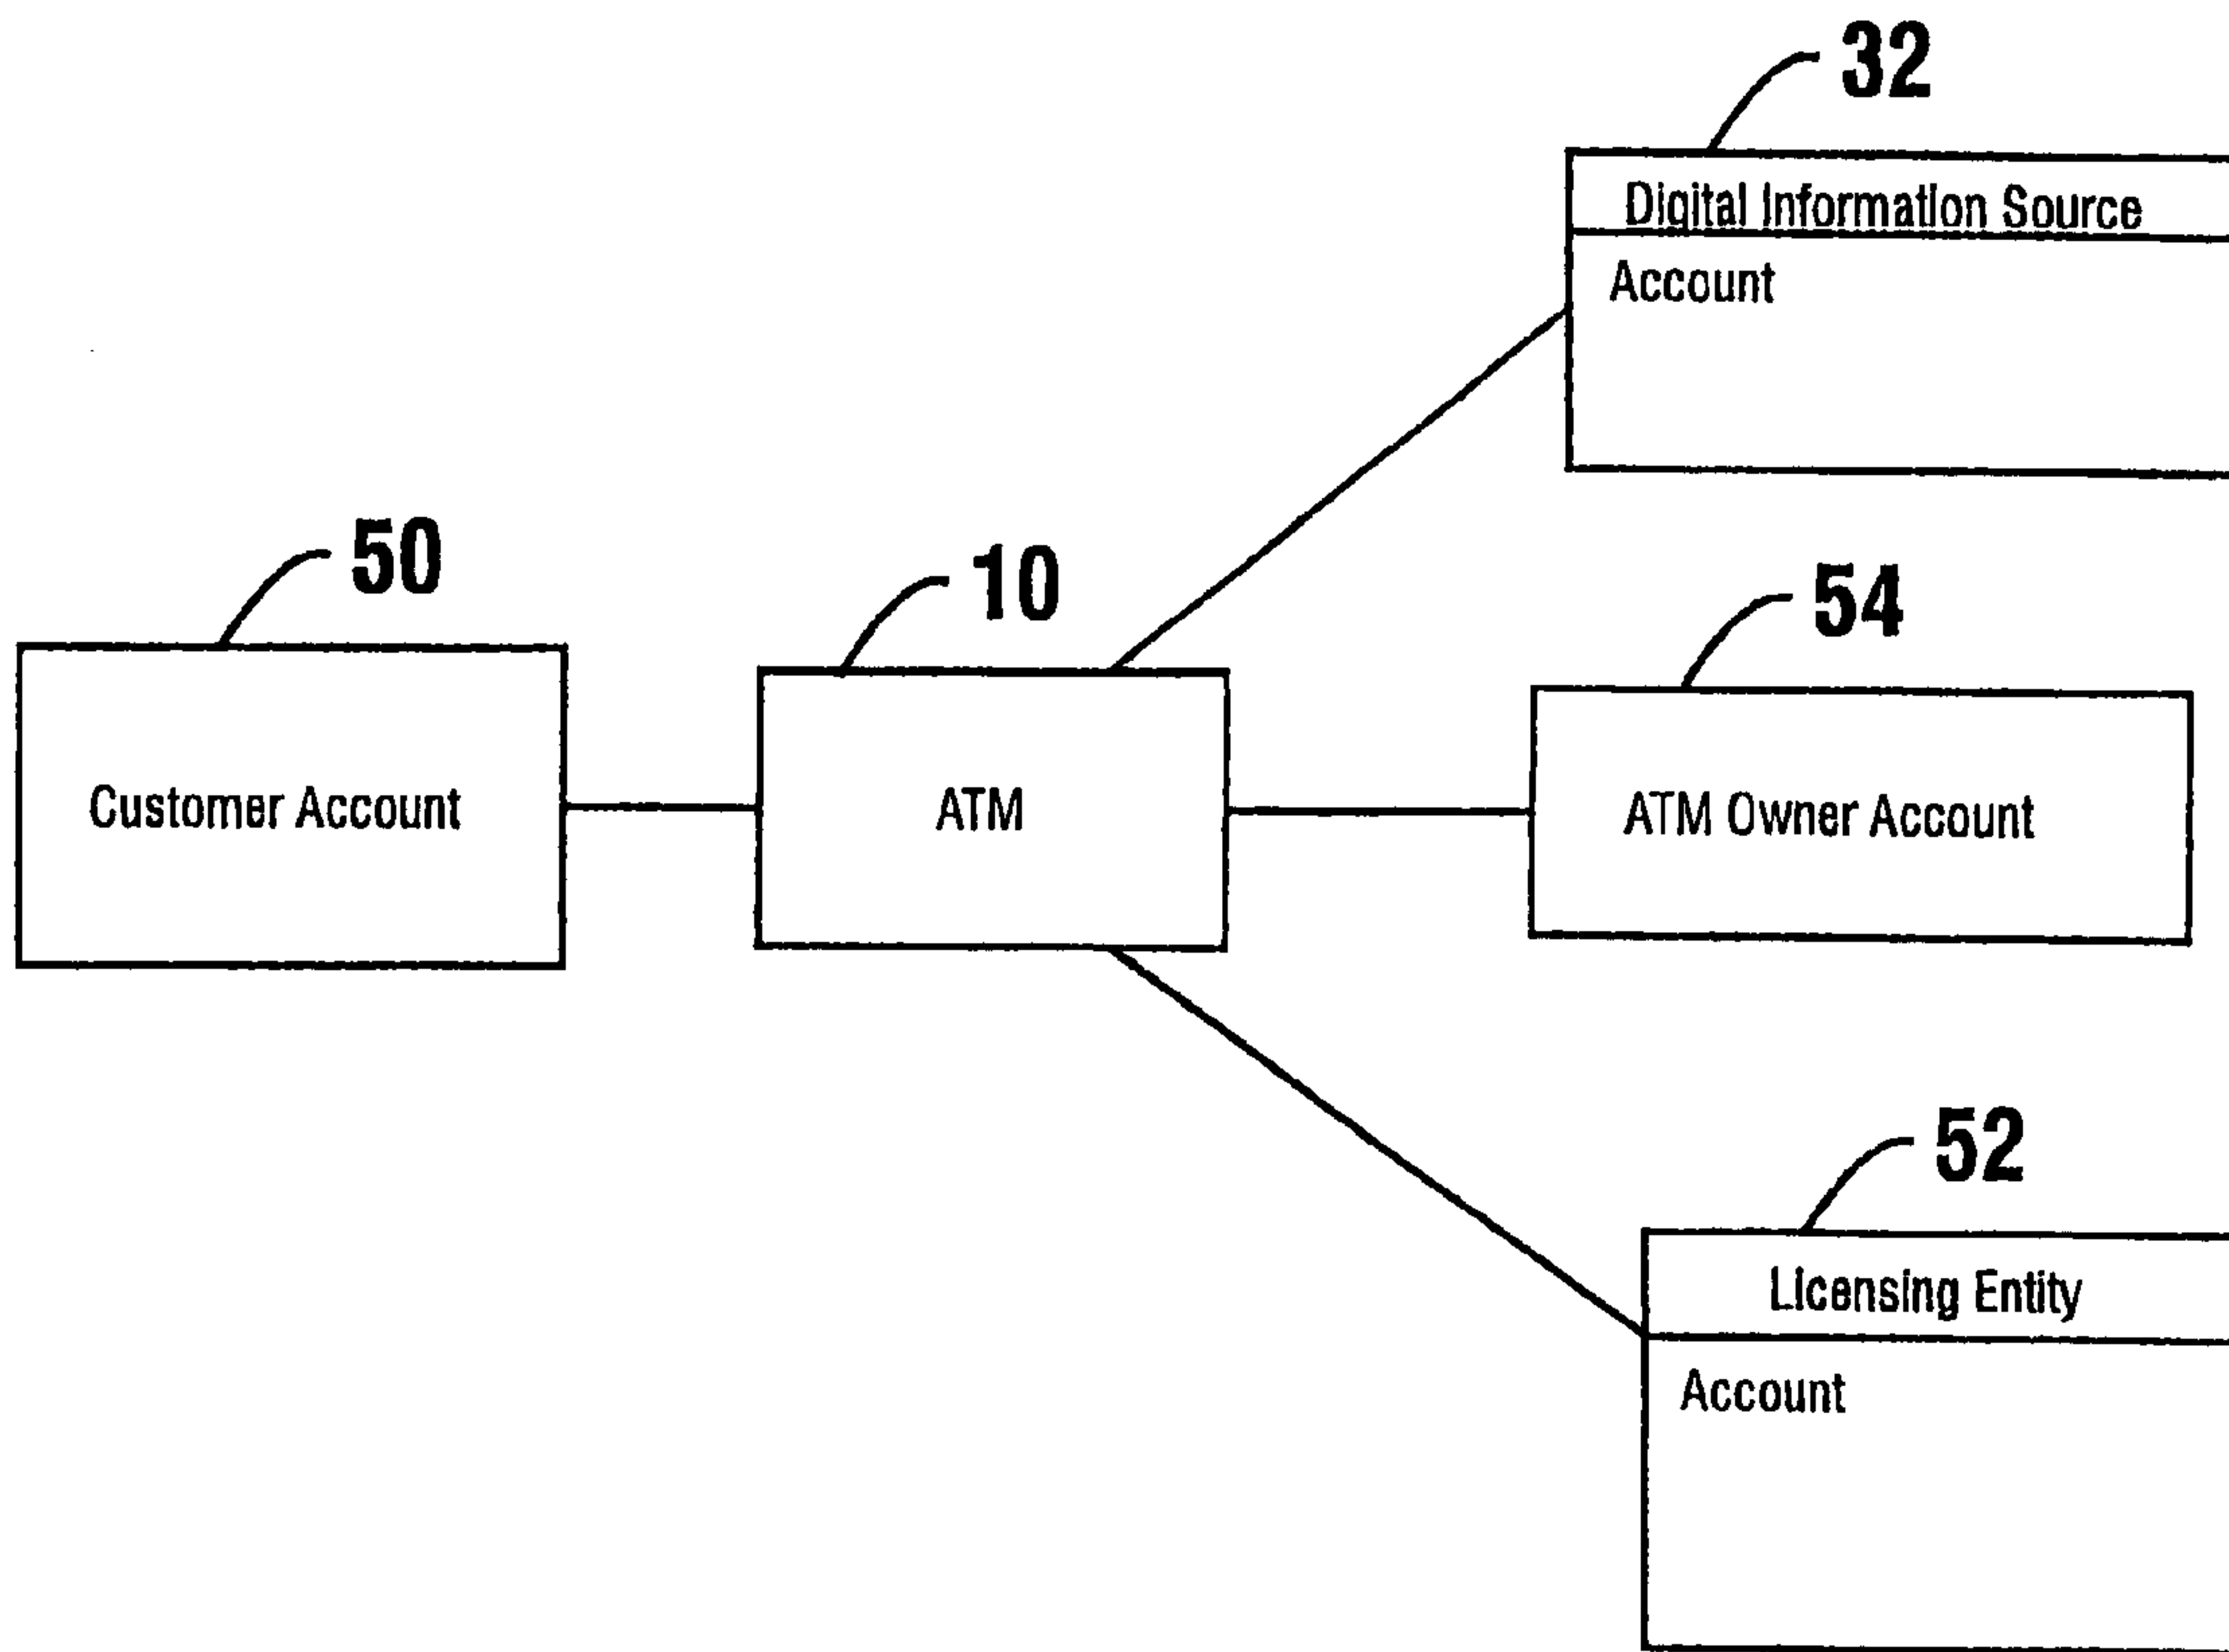 32
Digital Information Source
Account
50
10
54
Customer Account
ATM
ATM Owner Account
52
Licensing Entity
Account